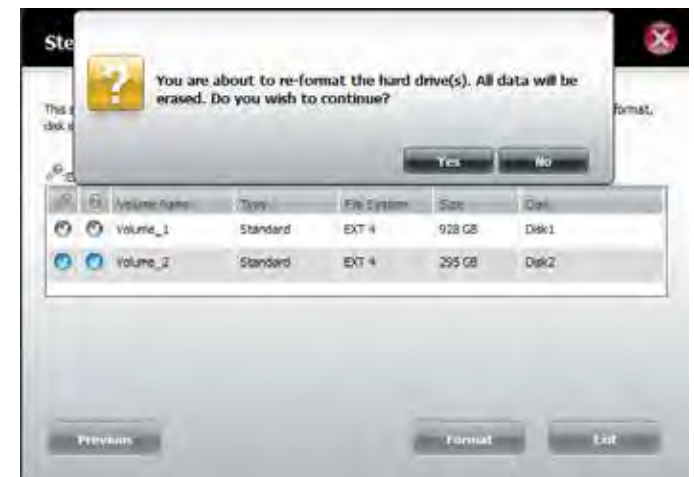 Ste
You are about to re-format the hard drive(s). All data will be
erased. Do you wish to continue?
This
format,
disk
Yes No
Volume Name Type File System Size Disk
Volume_1 Standard EXT 4 928 GB Disk1
Volume_2 Standard EXT 4 295 GB Disk2
Previous Format List